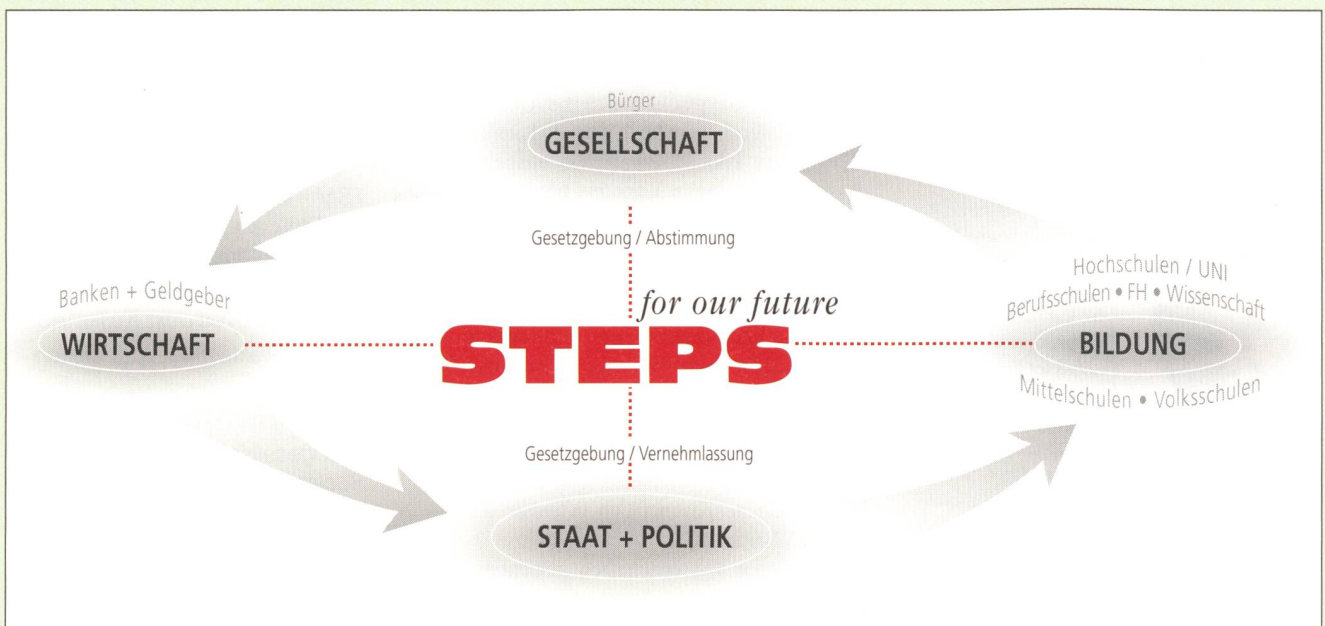 Bürger
GESELLSCHAFT
Gesetzgebung / Abstimmung
Banken + Geldgeber
WIRTSCHAFT
for our future
STEPS
Hochschulen / UNI
Berufsschulen • FH • Wissenschaft
BILDUNG
Mittelschulen • Volksschulen
Gesetzgebung / Vernehmlassung
STAAT + POLITIK